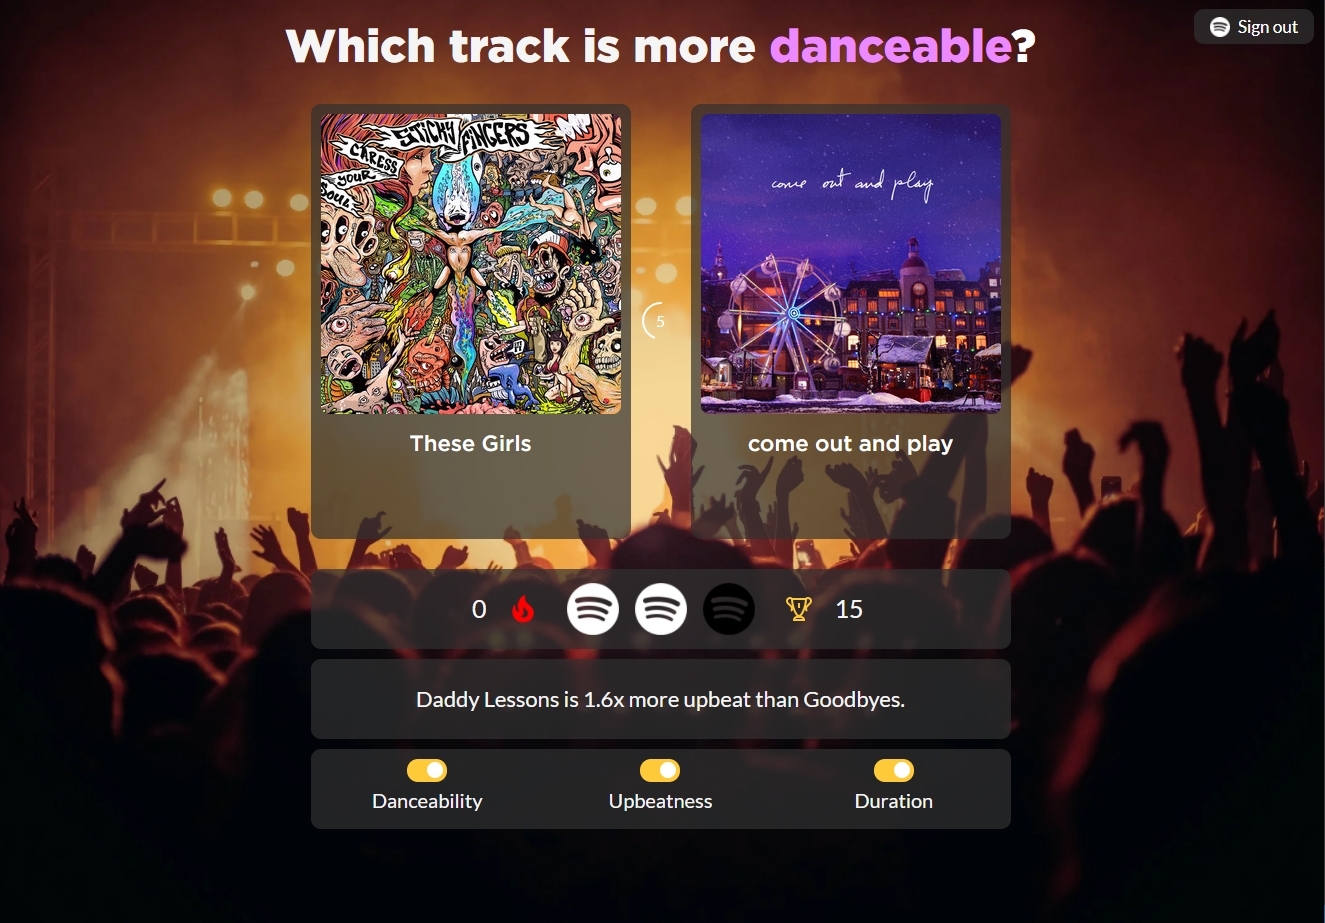 Which track is more danceable?
Sign out
STICKY FINGERS
CARESS
YOUR
SOUL
come out and play
5
These Girls
come out and play
0
15
Daddy Lessons is 1.6x more upbeat than Goodbyes.
Danceability
Upbeatness
Duration